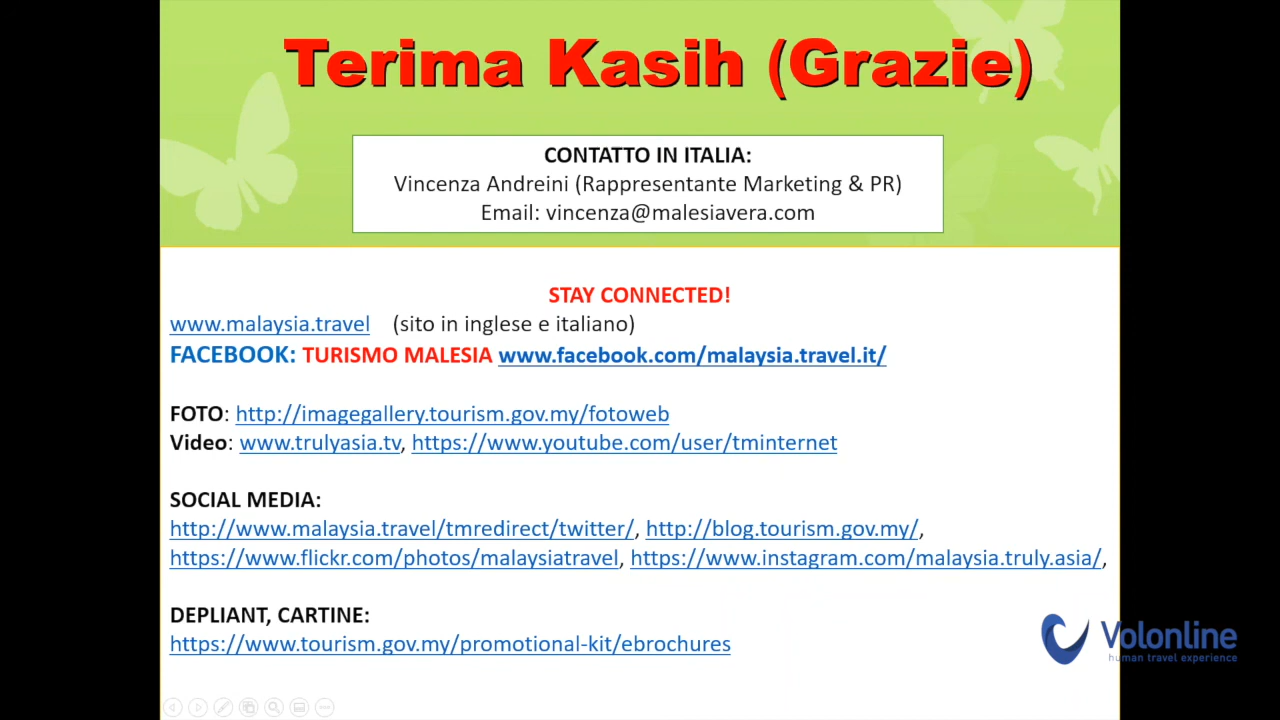 Terima Kasih (Grazie)
CONTATTO IN ITALIA:
Vincenza Andreini (Rappresentante Marketing & PR)
Email: vincenza@malesiavera.com
STAY CONNECTED!
www.malaysia.travel (sito in inglese e italiano)
FACEBOOK: TURISMO MALESIA www.facebook.com/malaysia.travel.it/
FOTO: http://imagegallery.tourism.gov.my/fotoweb
Video: www.trulyasia.tv, https://www.youtube.com/user/tminternet
SOCIAL MEDIA:
http://www.malaysia.travel/tmredirect/twitter/, http://blog.tourism.gov.my/,
https://www.flickr.com/photos/malaysiatravel, https://www.instagram.com/malaysia.truly.asia/,
DEPLIANT, CARTINE:
https://www.tourism.gov.my/promotional-kit/ebrochures
Volonline
human travel experience